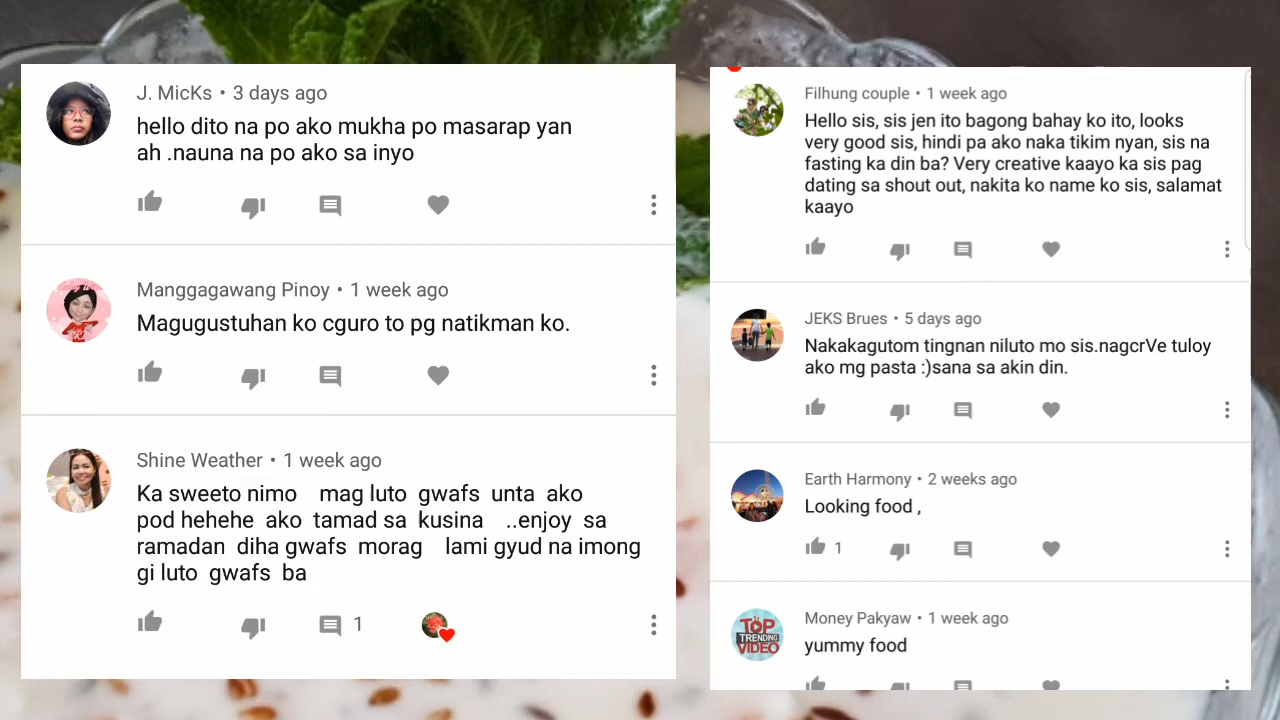 J. MicKs • 3 days ago
hello dito na po ako mukha po masarap yan
ah .nauna na po ako sa inyo
Manggagawang Pinoy • 1 week ago
Magugustuhan ko cguro to pg natikman ko.
Shine Weather • 1 week ago
Ka sweeto nimo mag luto gwafs unta ako
pod hehehe ako tamad sa kusina ..enjoy sa
ramadan diha gwafs morag lami gyud na imong
gi luto gwafs ba
1
Filhung couple • 1 week ago
Hello sis, sis jen ito bagong bahay ko ito, looks
very good sis, hindi pa ako naka tikim nyan, sis na
fasting ka din ba? Very creative kaayo ka sis pag
dating sa shout out, nakita ko name ko sis, salamat
kaayo
JEKS Brues • 5 days ago
Nakakagutom tingnan niluto mo sis.nagcrVe tuloy
ako mg pasta :)sana sa akin din.
Earth Harmony • 2 weeks ago
Looking food ,
1
Money Pakyaw • 1 week ago
yummy food
TOP
TRENDING
VIDEO